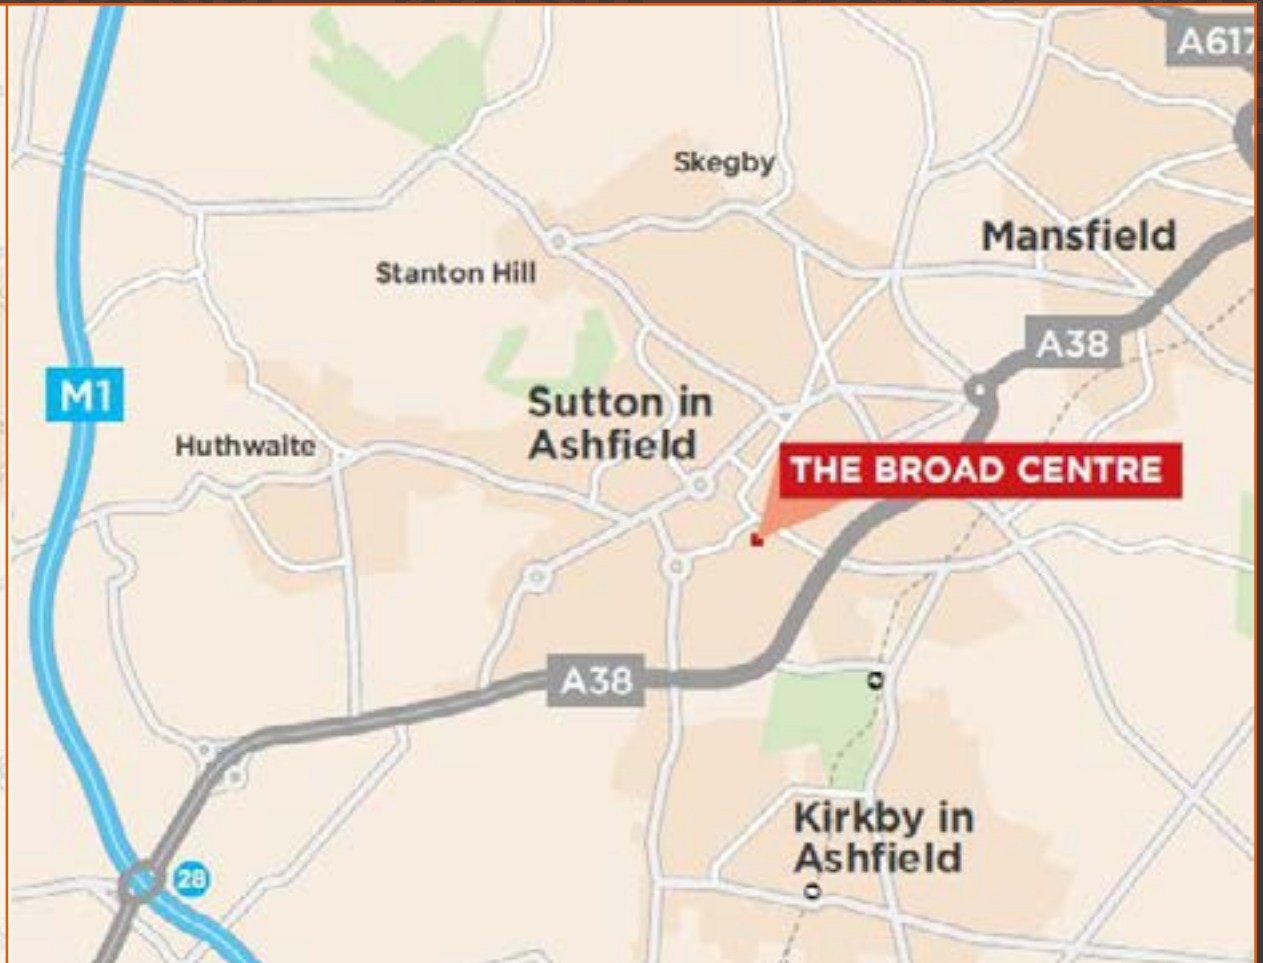 A617
Skegby
Mansfield
Stanton Hill
A38
M1
Sutton in
Ashfield
Huthwaite
THE BROAD CENTRE
A38
Kirkby in
Ashfield
28